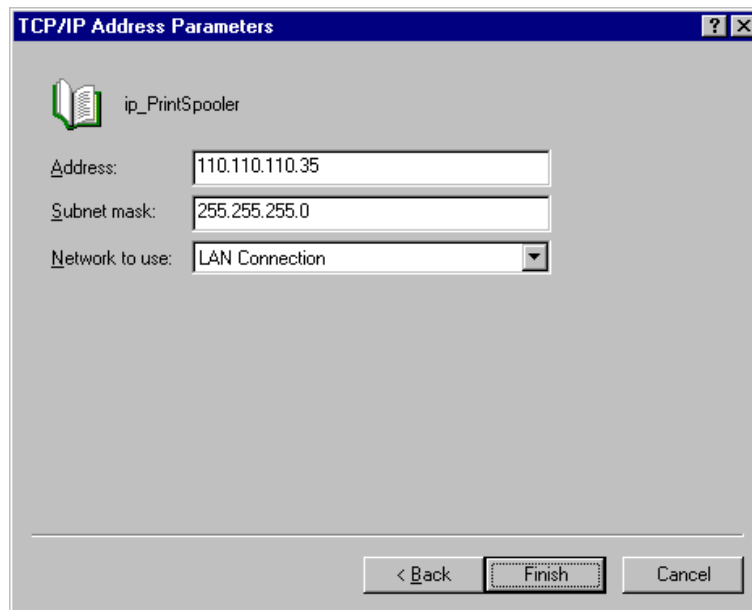 TCP/IP Address Parameters
ip_PrintSpooler
Address: 110.110.110.35
Subnet mask: 255.255.255.0
Network to use: LAN Connection
< Back Finish Cancel